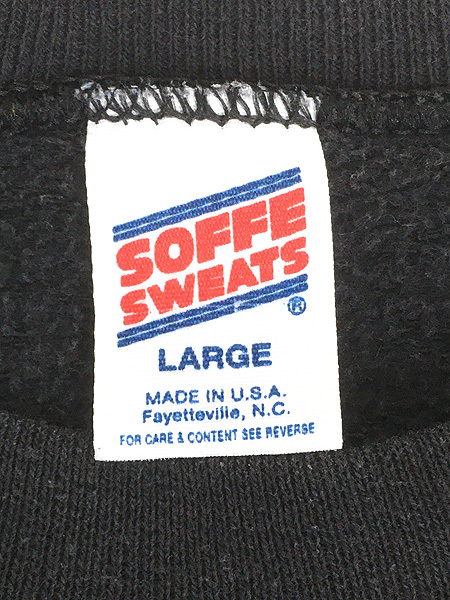 SOFFE
SWEATS
®
LARGE
MADE IN U.S.A.
Fayetteville, N.C.
FOR CARE & CONTENT SEE REVERSE